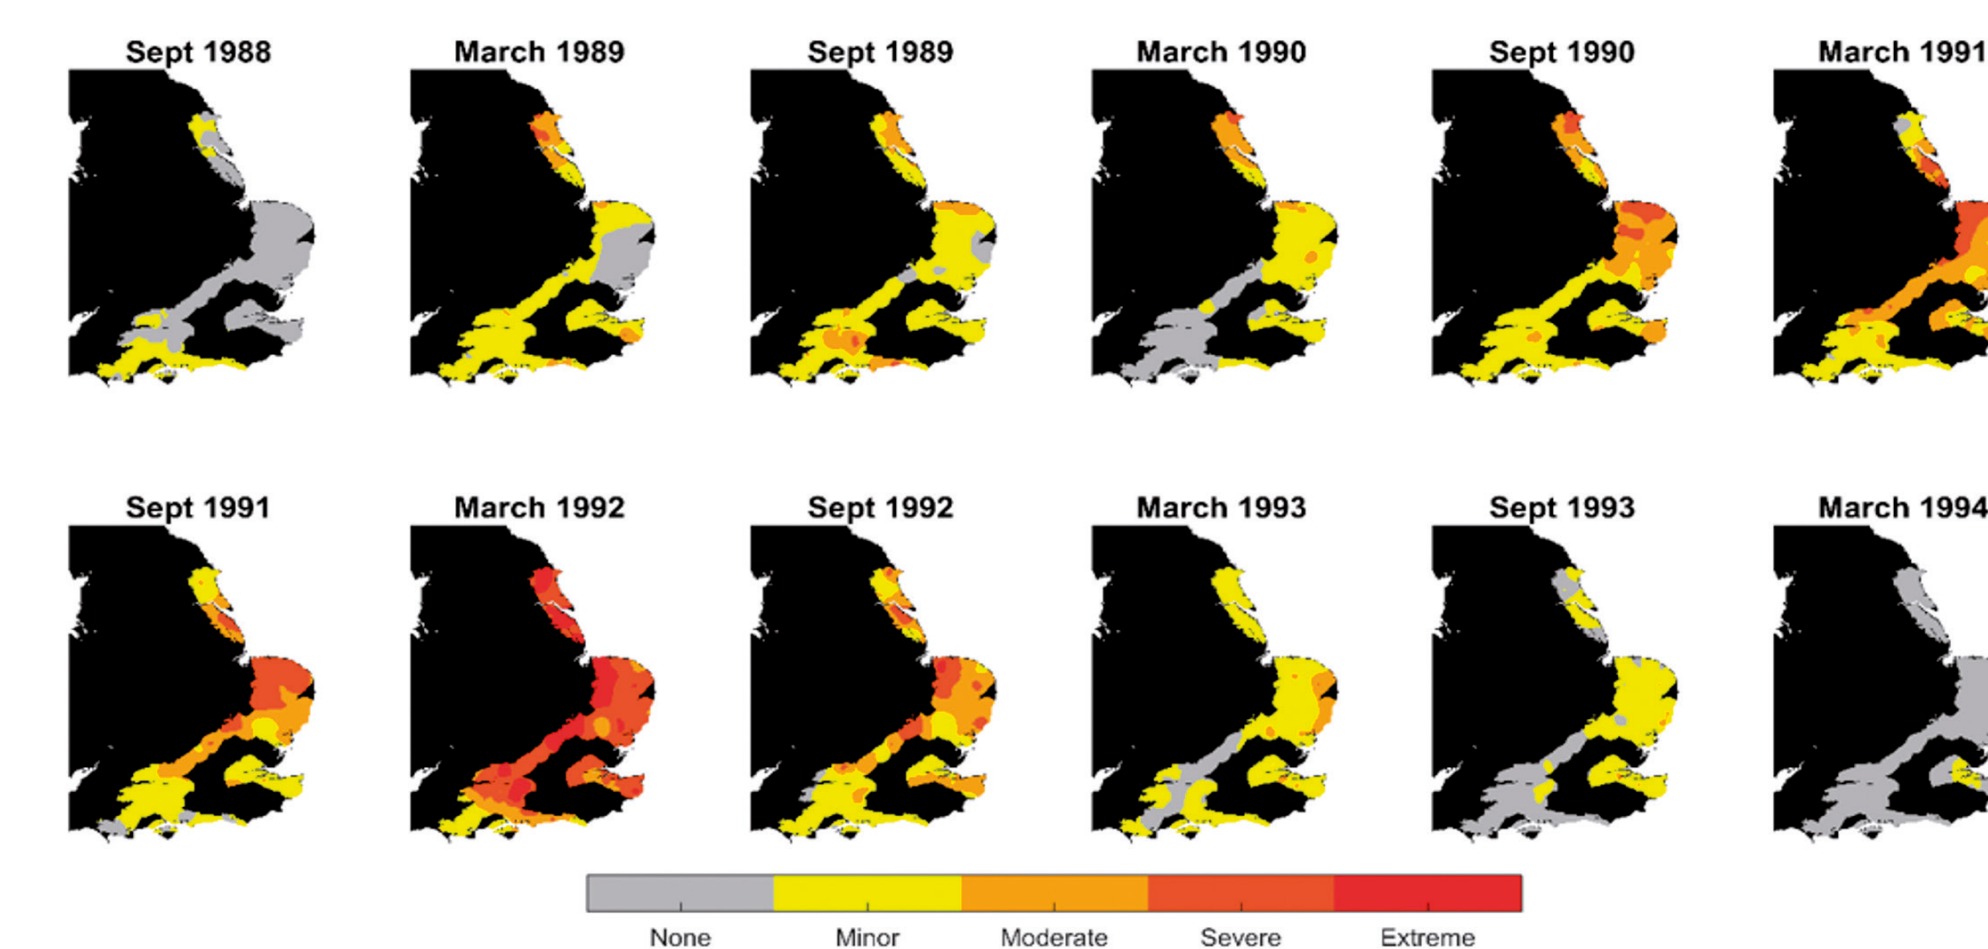 Sept 1988 March 1989 Sept 1989 March 1990 Sept 1990 March 1991
Sept 1991 March 1992 Sept 1992 March 1993 Sept 1993 March 1994
None Minor Moderate Severe Extreme